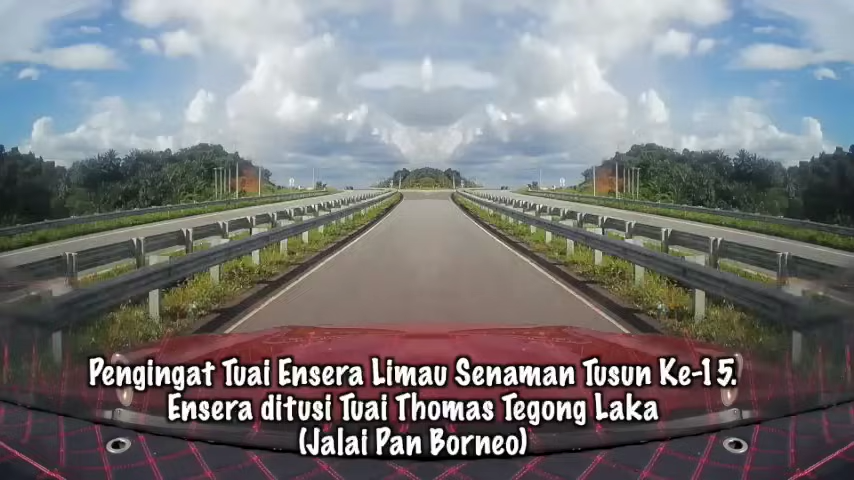 Pengingat Tuai Ensera Limau Senaman Tusun Ke-15.
Ensera ditusi Tuai Thomas Tegong Laka
(Jalai Pan Borneo)